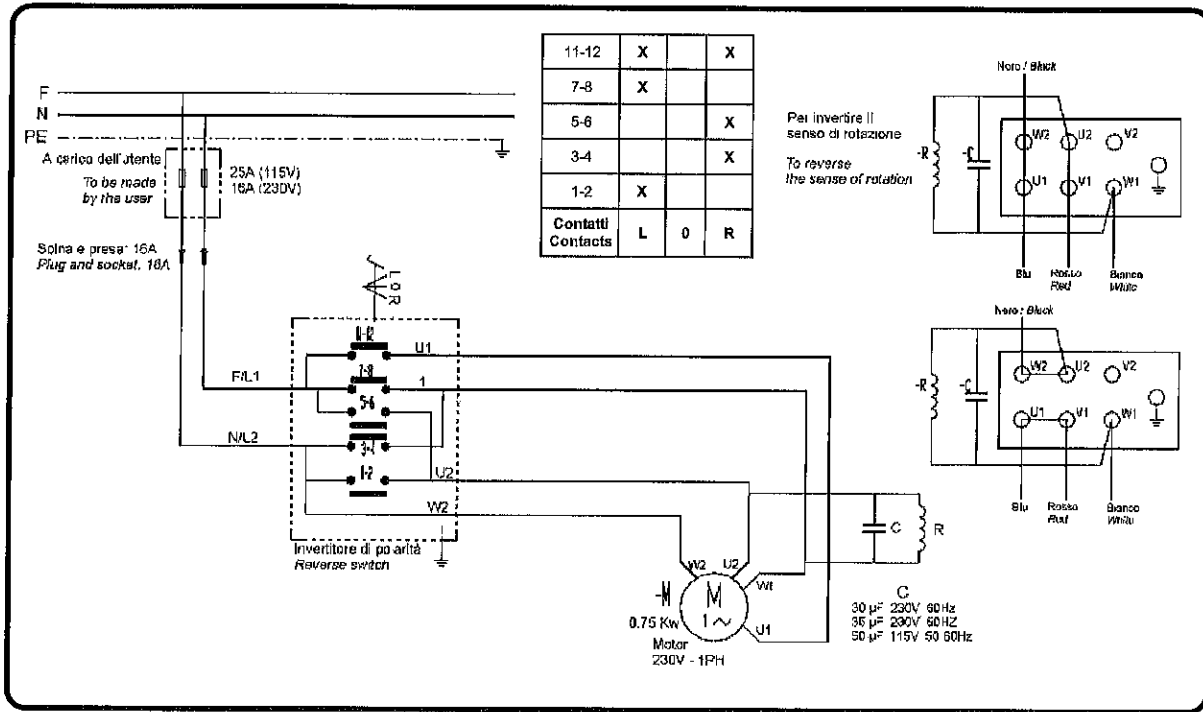 F
N
PE
A carico dell'utente
To be made
by the user
25A (115V)
16A (230V)
Spina e presa: 16A
Plug and socket. 16A
11-12 X X
7-8 X
5-6 X
3-4 X
1-2 X
Contatti
Contacts L 0 R
Per invertire il
senso di rotazione
To reverse
the sense of rotation
Nero / Black
W2 U2 V2
-R -C
U1 V1 W1
Blu Rosso Bianco
Red White
Nero / Black
W2 U2 V2
-R -C
U1 V1 W1
Blu Rosso Bianco
Red White
L O R
11-12
U1
7-8
F/L1
1
5-6
N/L2
3-4
1-2
U2
W2
Invertitore di polarità
Reverse switch
C R
W2 U2
W1
-M
M
1 ~
U1
0.75 Kw
Motor
230V - 1PH
C
30 µF 230V 60Hz
35 µF 230V 60HZ
50 µF 115V 50 60Hz